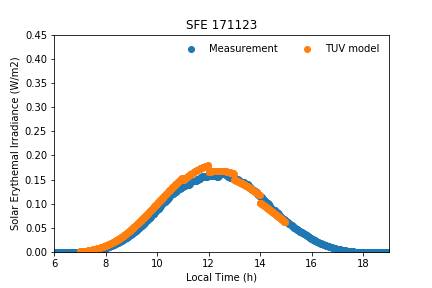 SFE 171123
Measurement TUV model
0.45
0.40
0.35
0.30
0.25
0.20
0.15
0.10
0.05
0.00
Solar Erythemal Irradiance (W/m2)
6 8 10 12 14 16 18
Local Time (h)